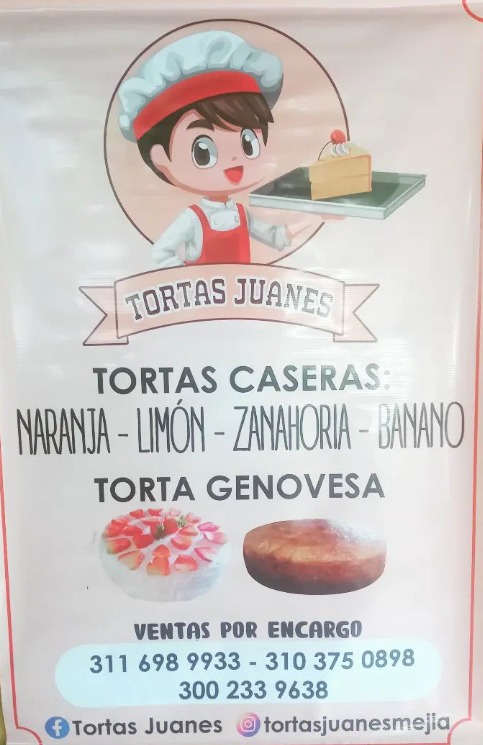 TORTAS JUANES
TORTAS CASERAS:
NARANJA - LIMÓN - ZANAHORIA - BANANO
TORTA GENOVESA
VENTAS POR ENCARGO
311 698 9933 - 310 375 0898
300 233 9638
Tortas Juanes tortasjuanesmejia